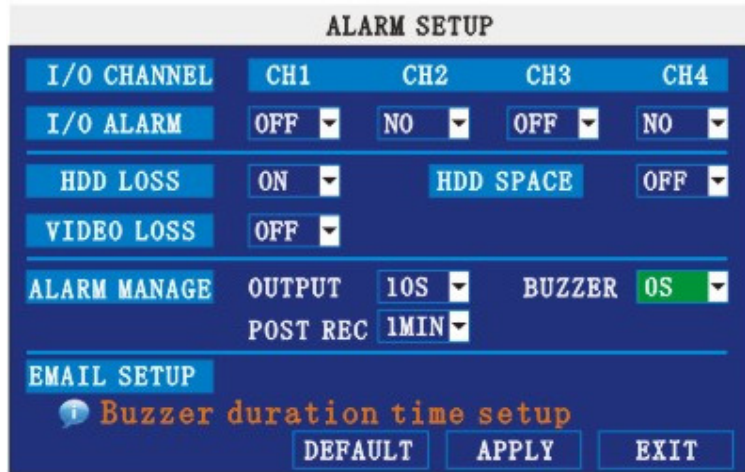 ALARM SETUP
I/O CHANNEL CH1 CH2 CH3 CH4
I/O ALARM OFF NO OFF NO
HDD LOSS ON HDD SPACE OFF
VIDEO LOSS OFF
ALARM MANAGE OUTPUT 10S BUZZER 0S
POST REC 1MIN
EMAIL SETUP
Buzzer duration time setup
DEFAULT APPLY EXIT